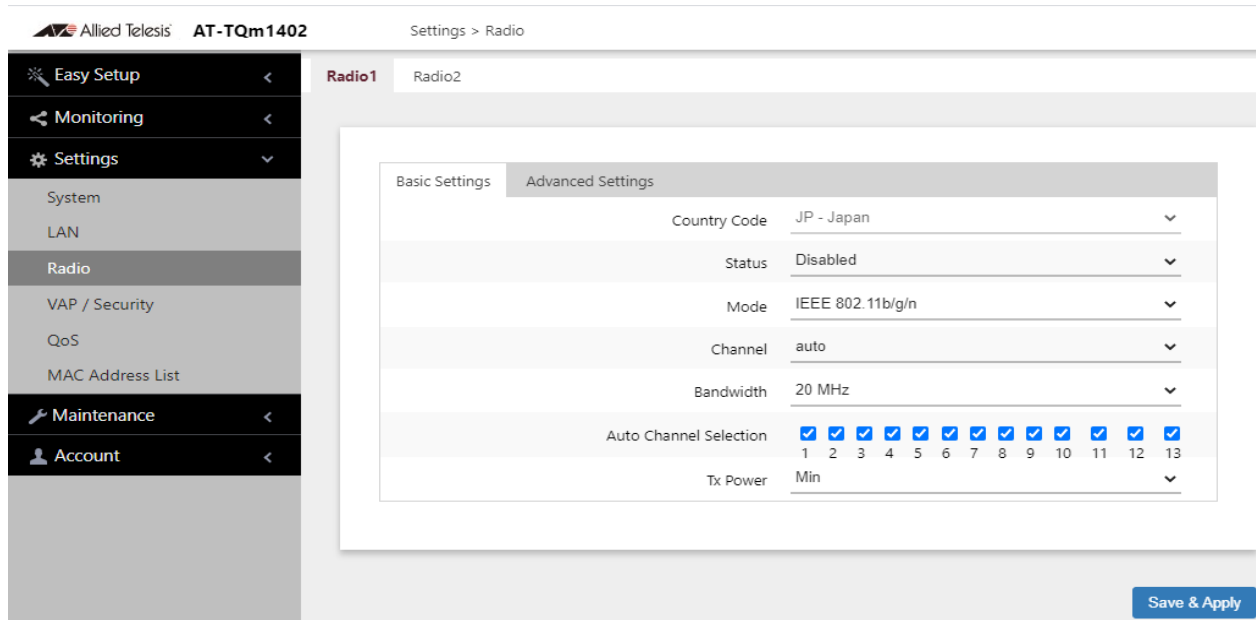 Allied Telesis AT-TQm1402 Settings > Radio
Easy Setup
Monitoring
Settings
System
LAN
Radio
VAP / Security
QoS
MAC Address List
Maintenance
Account
Radio1 Radio2
Basic Settings Advanced Settings
Country Code JP - Japan
Status Disabled
Mode IEEE 802.11b/g/n
Channel auto
Bandwidth 20 MHz
Auto Channel Selection
1 2 3 4 5 6 7 8 9 10 11 12 13
Tx Power Min
Save & Apply